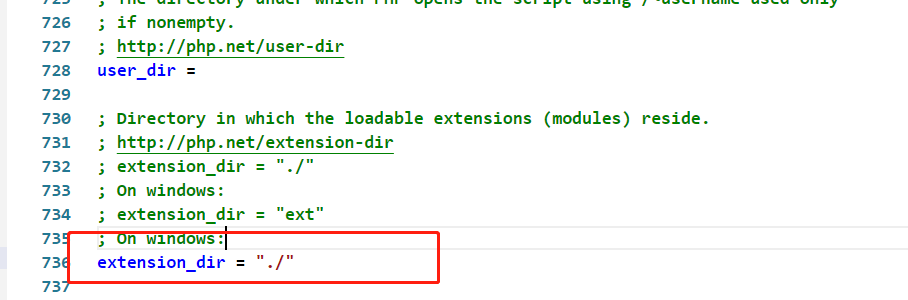 725 ; The directory under which PHP opens the script using /~username used only
726 ; if nonempty.
727 ; http://php.net/user-dir
728 user_dir =
729
730 ; Directory in which the loadable extensions (modules) reside.
731 ; http://php.net/extension-dir
732 ; extension_dir = "./"
733 ; On windows:
734 ; extension_dir = "ext"
735 ; On windows:
736 extension_dir = "./"
737